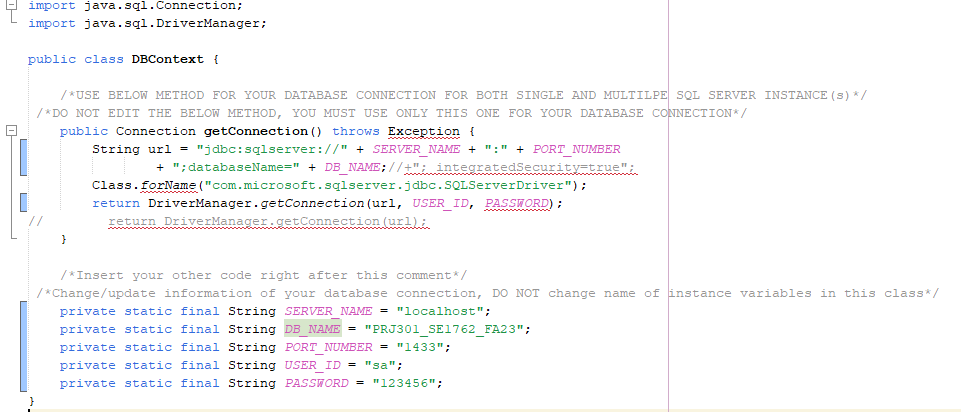 import java.sql.Connection;
import java.sql.DriverManager;
public class DBContext {
/*USE BELOW METHOD FOR YOUR DATABASE CONNECTION FOR BOTH SINGLE AND MULTILPE SQL SERVER INSTANCE(s)*/
/*DO NOT EDIT THE BELOW METHOD, YOU MUST USE ONLY THIS ONE FOR YOUR DATABASE CONNECTION*/
public Connection getConnection() throws Exception {
String url = "jdbc:sqlserver://" + SERVER_NAME + ":" + PORT_NUMBER
+ ";databaseName=" + DB_NAME;//+"; integratedSecurity=true";
Class.forName("com.microsoft.sqlserver.jdbc.SQLServerDriver");
return DriverManager.getConnection(url, USER_ID, PASSWORD);
// return DriverManager.getConnection(url);
}
/*Insert your other code right after this comment*/
/*Change/update information of your database connection, DO NOT change name of instance variables in this class*/
private static final String SERVER_NAME = "localhost";
private static final String DB_NAME = "PRJ301_SE1762_FA23";
private static final String PORT_NUMBER = "1433";
private static final String USER_ID = "sa";
private static final String PASSWORD = "123456";
}